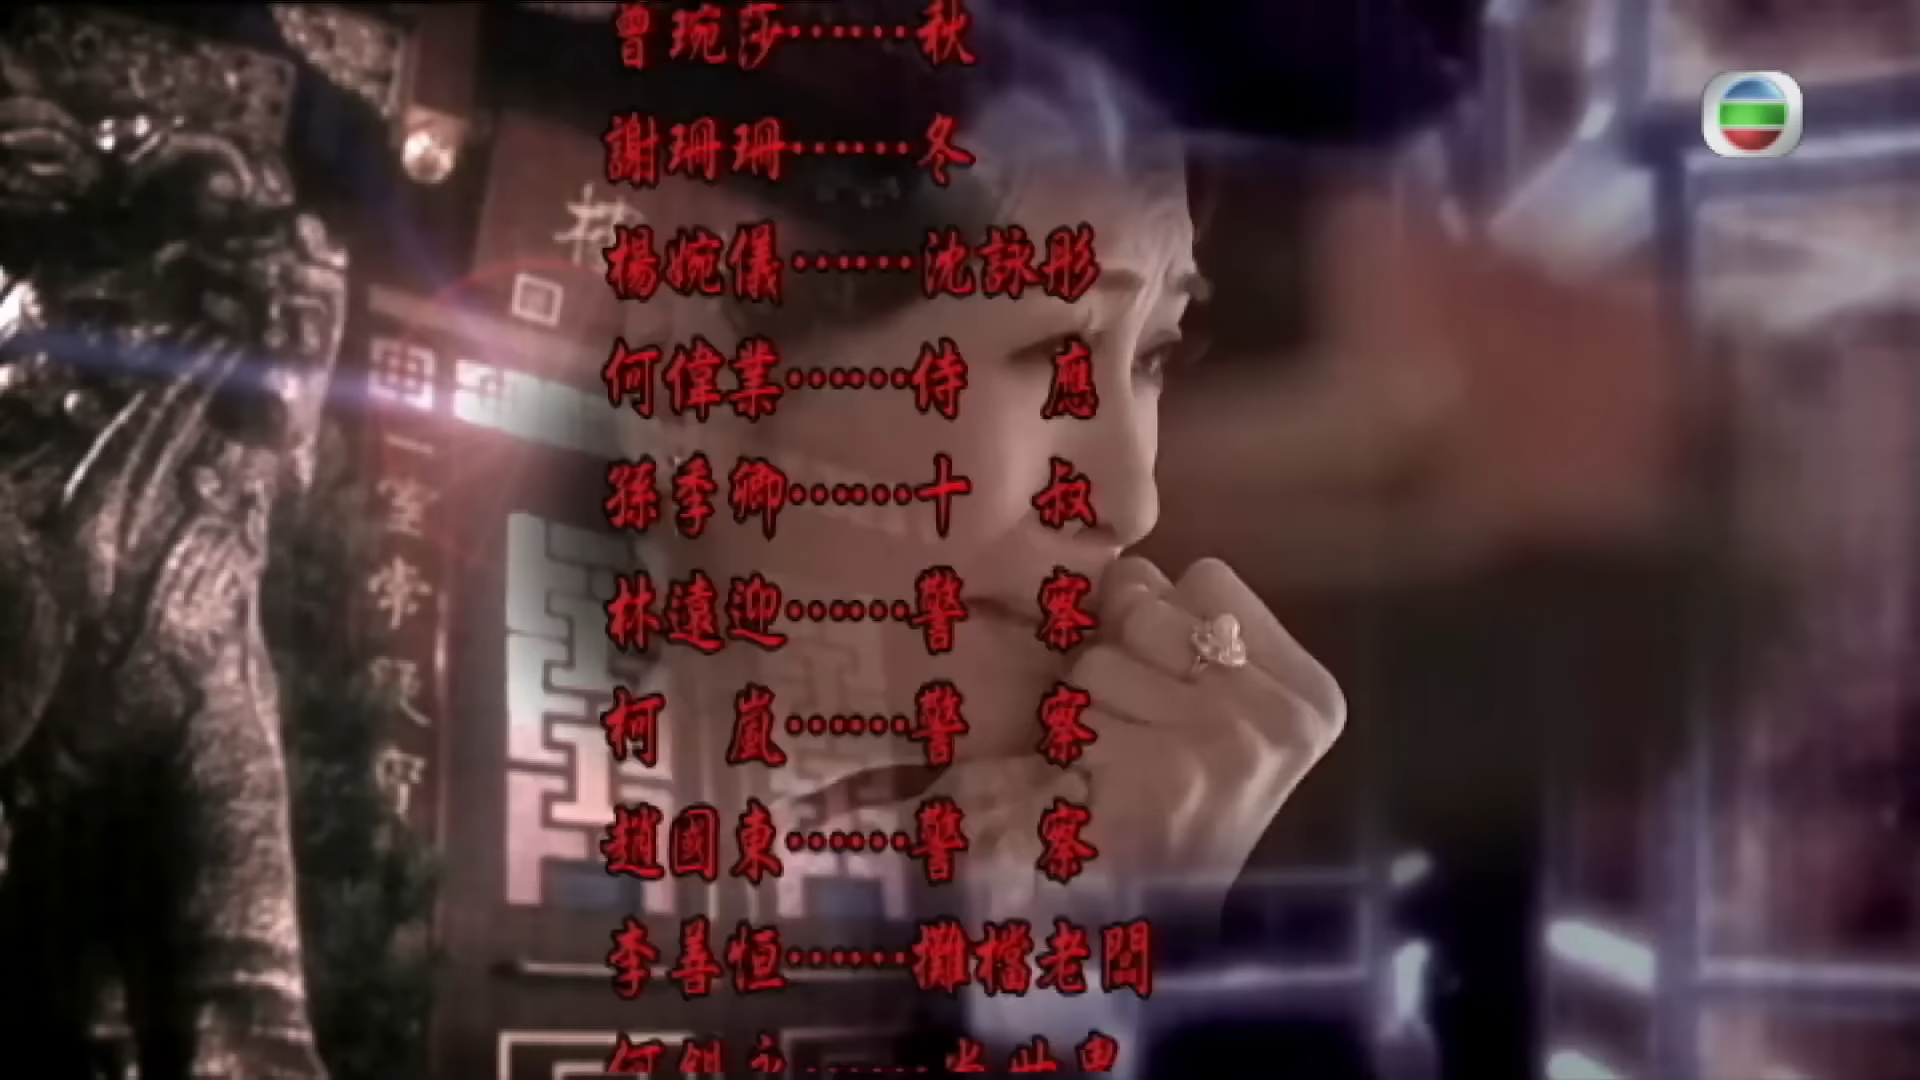 曾琬莎……秋
謝珊珊……冬
楊婉儀……沈詠彤
何偉業……侍應
孫季卿……十叔
林遠迎……警察
柯嵐……警察
趙國東……警察
李善恒……攤檔老闆